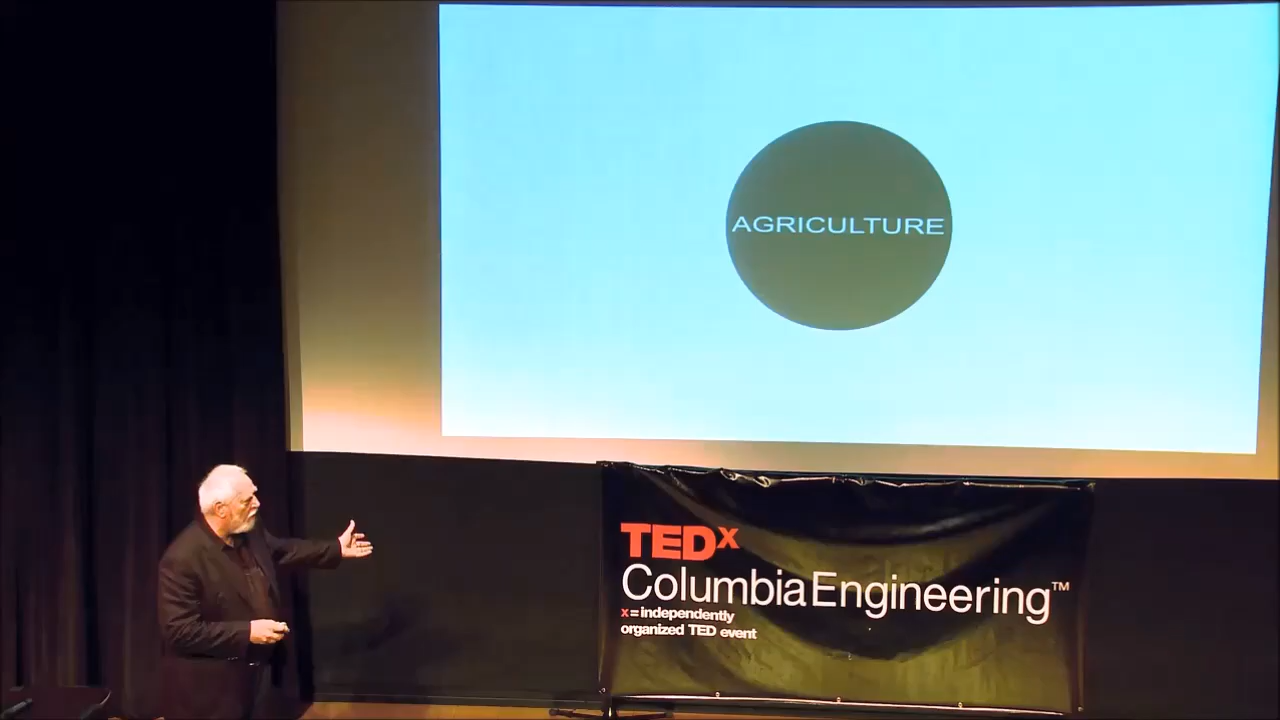 AGRICULTURE
TEDx
ColumbiaEngineering™
x = independently
organized TED event